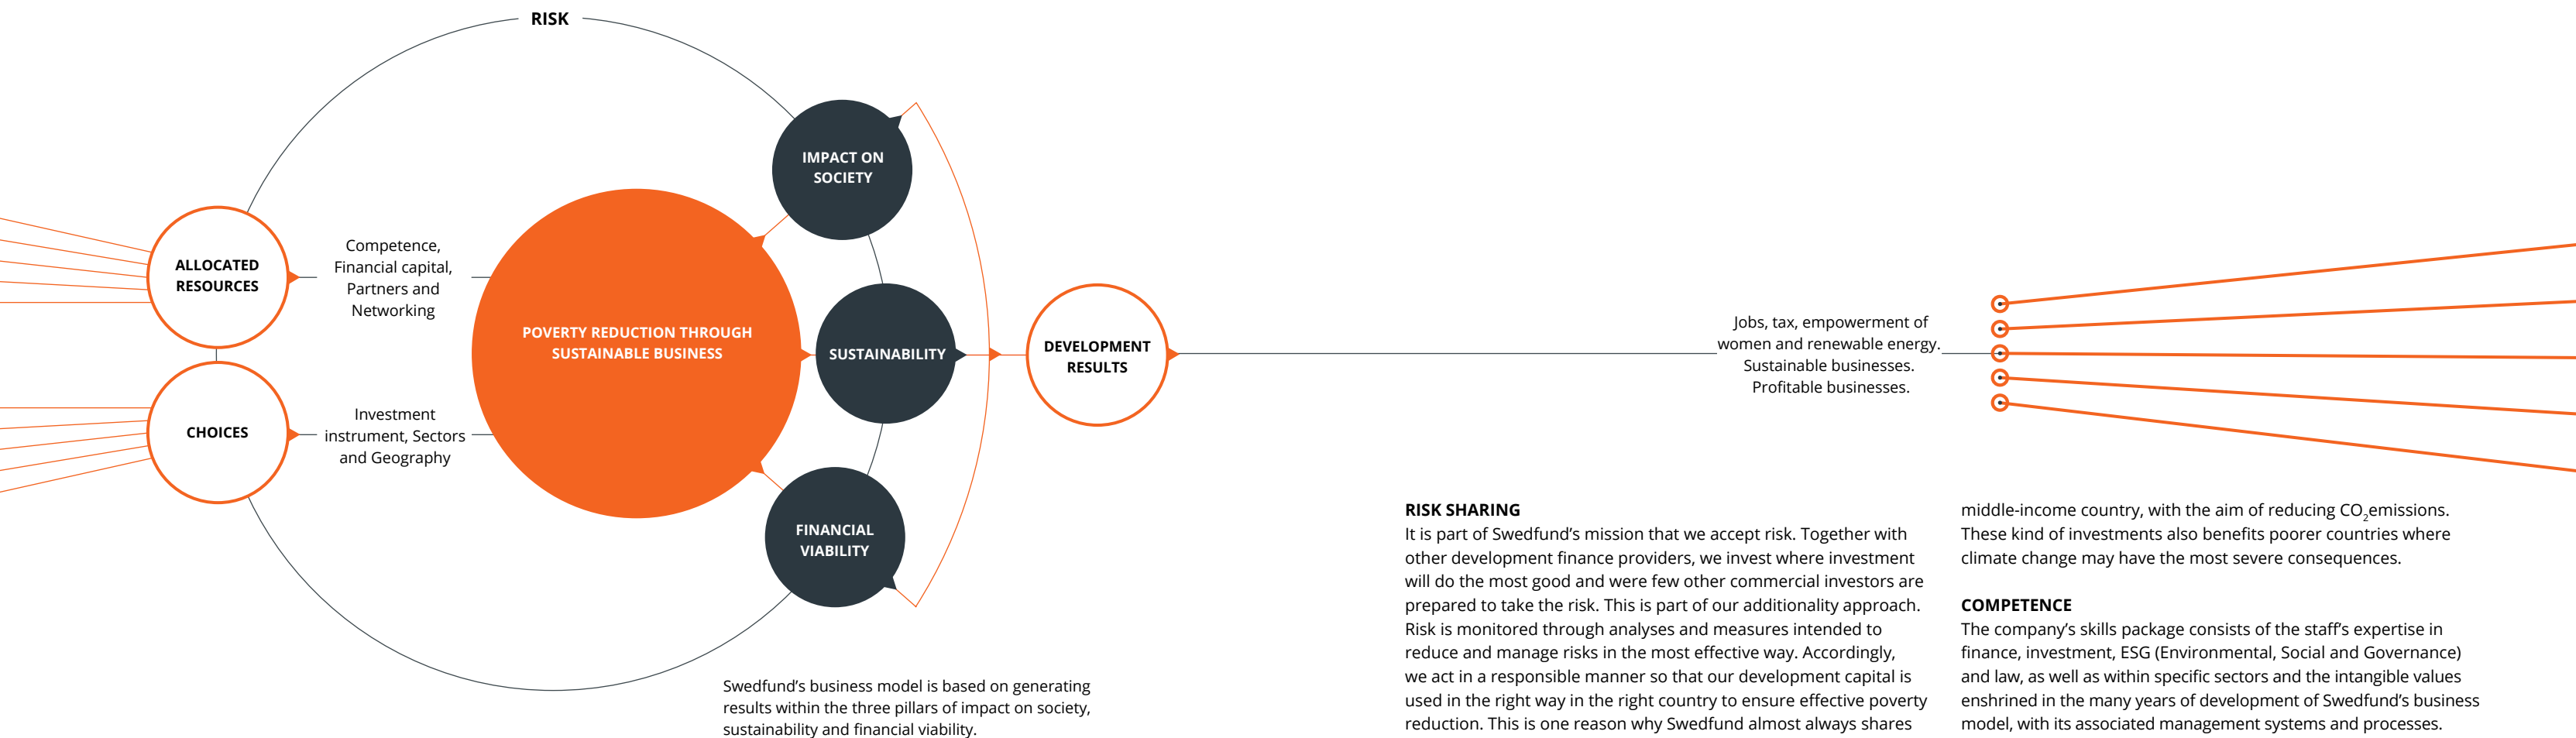 RISK
IMPACT ON
SOCIETY
ALLOCATED
RESOURCES
Competence,
Financial capital,
Partners and
Networking
POVERTY REDUCTION THROUGH
SUSTAINABLE BUSINESS
SUSTAINABILITY
DEVELOPMENT
RESULTS
Jobs, tax, empowerment of
women and renewable energy.
Sustainable businesses.
Profitable businesses.
CHOICES
Investment
instrument, Sectors
and Geography
FINANCIAL
VIABILITY
Swedfund’s business model is based on generating
results within the three pillars of impact on society,
sustainability and financial viability.
RISK SHARING
It is part of Swedfund’s mission that we accept risk. Together with
other development finance providers, we invest where investment
will do the most good and were few other commercial investors are
prepared to take the risk. This is part of our additionality approach.
Risk is monitored through analyses and measures intended to
reduce and manage risks in the most effective way. Accordingly,
we act in a responsible manner so that our development capital is
used in the right way in the right country to ensure effective poverty
reduction. This is one reason why Swedfund almost always shares
middle-income country, with the aim of reducing CO₂emissions.
These kind of investments also benefits poorer countries where
climate change may have the most severe consequences.
COMPETENCE
The company’s skills package consists of the staff’s expertise in
finance, investment, ESG (Environmental, Social and Governance)
and law, as well as within specific sectors and the intangible values
enshrined in the many years of development of Swedfund’s business
model, with its associated management systems and processes.